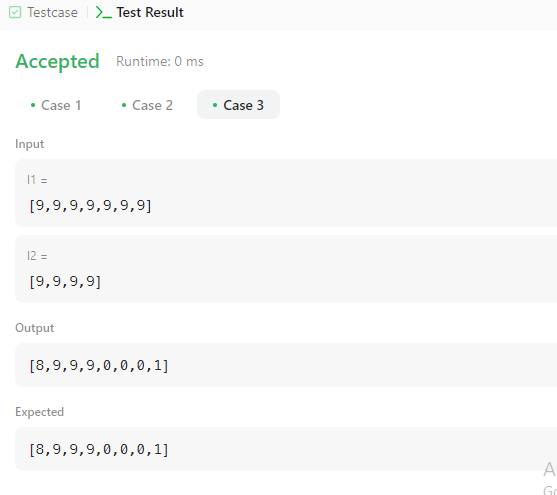 Testcase | Test Result
Accepted Runtime: 0 ms
Case 1 Case 2 Case 3
Input
l1 =
[9,9,9,9,9,9,9]
l2 =
[9,9,9,9]
Output
[8,9,9,9,0,0,0,1]
Expected
[8,9,9,9,0,0,0,1]